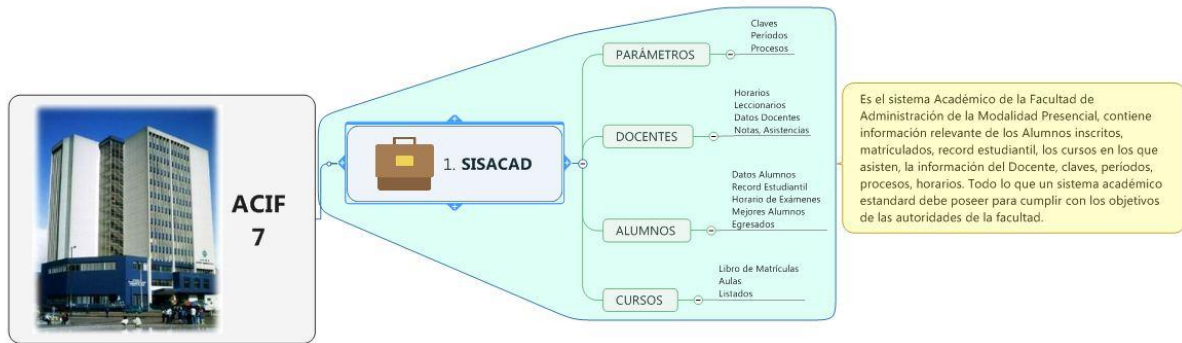 ACIF
7
1. SISACAD
PARÁMETROS
Claves
Periodos
Procesos
DOCENTES
Horarios
Leccionarios
Datos Docentes
Notas, Asistencias
ALUMNOS
Datos Alumnos
Record Estudiantil
Horario de Exámenes
Mejores Alumnos
Egresados
CURSOS
Libro de Matrículas
Aulas
Listados
Es el sistema Académico de la Facultad de
Administración de la Modalidad Presencial, contiene
información relevante de los Alumnos inscritos,
matriculados, record estudiantil, los cursos en los que
asisten, la información del Docente, claves, períodos,
procesos, horarios. Todo lo que un sistema académico
estandard debe poseer para cumplir con los objetivos
de las autoridades de la facultad.